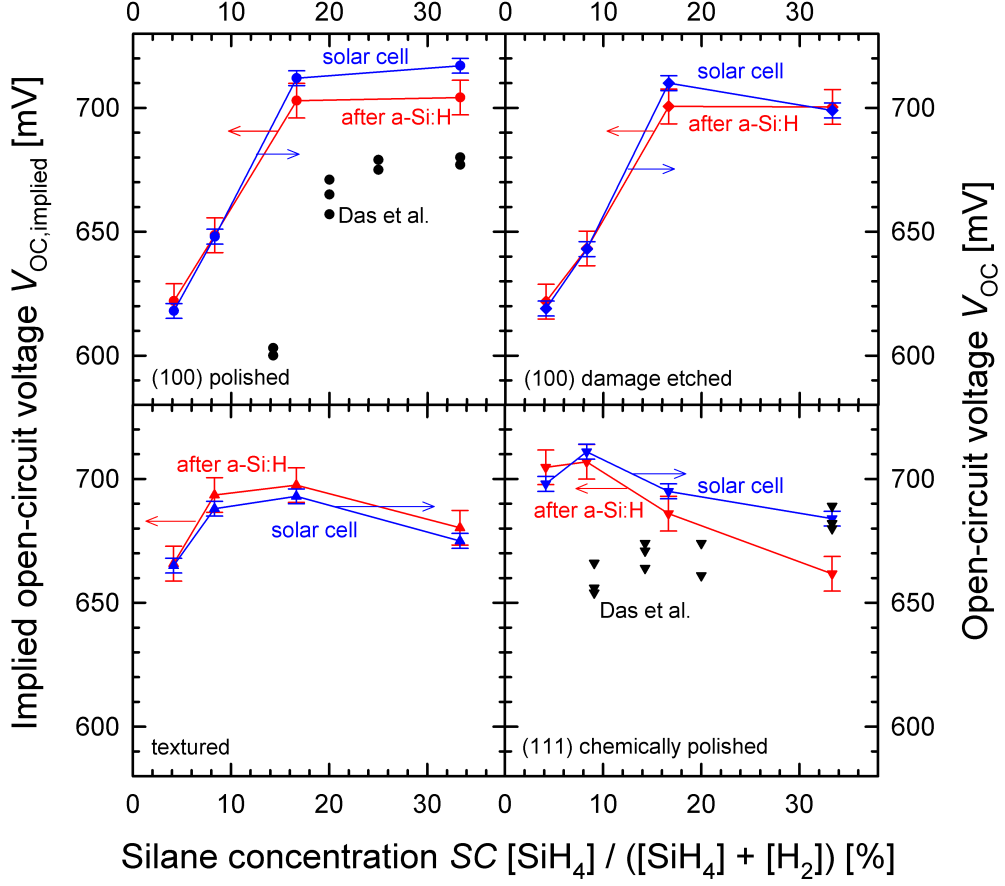 0 10 20 30 0 10 20 30
Implied open-circuit voltage V_OC,implied [mV]
700
650
600
solar cell
after a-Si:H
Das et al.
(100) polished
solar cell
after a-Si:H
(100) damage etched
700
650
600
Open-circuit voltage V_OC [mV]
700
650
600
after a-Si:H
solar cell
textured
solar cell
after a-Si:H
Das et al.
(111) chemically polished
700
650
600
0 10 20 30 0 10 20 30
Silane concentration SC [SiH₄] / ([SiH₄] + [H₂]) [%]